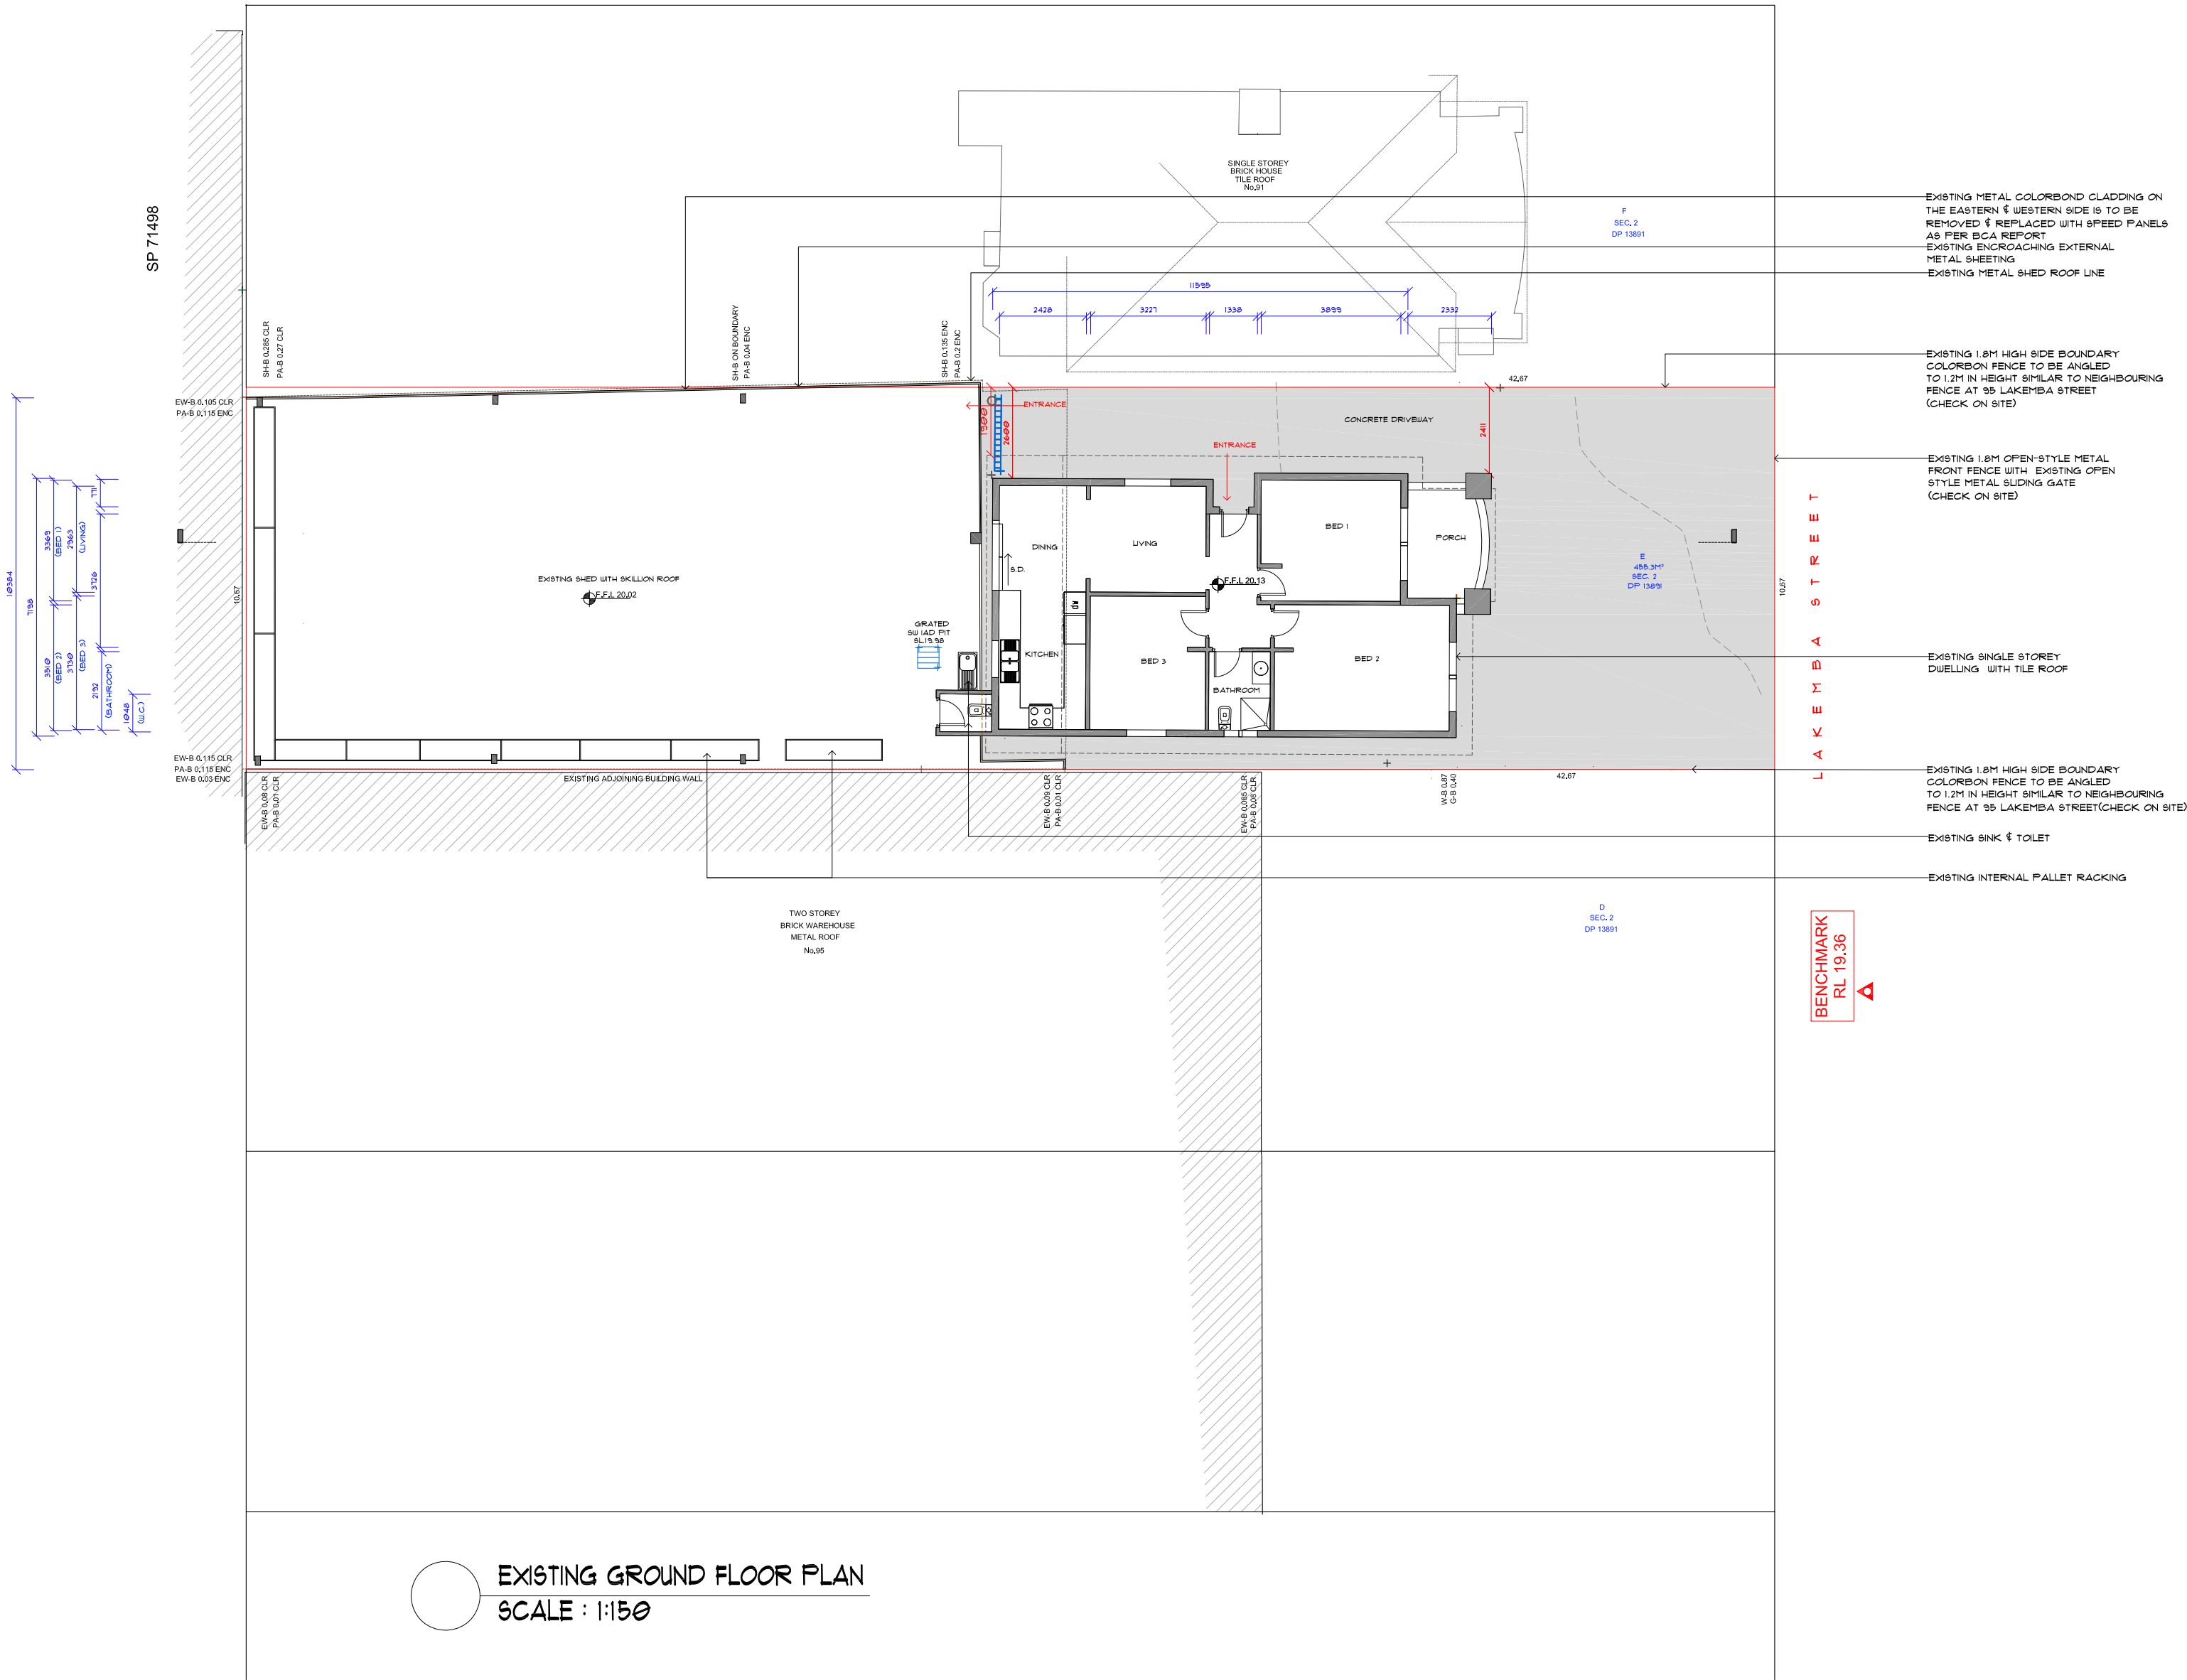 SP 71498
SINGLE STOREY
BRICK HOUSE
TILE ROOF
No.91
F
SEC. 2
DP 13891
EXISTING METAL COLORBOND CLADDING ON
THE EASTERN & WESTERN SIDE IS TO BE
REMOVED & REPLACED WITH SPEED PANELS
AS PER BCA REPORT
EXISTING ENCROACHING EXTERNAL
METAL SHEETING
EXISTING METAL SHED ROOF LINE
11595
2428
3227
1338
3899
2332
SH-B 0.285 CLR
PA-B 0.27 CLR
SH-B ON BOUNDARY
PA-B 0.04 ENC
SH-B 0.135 ENC
PA-B 0.2 ENC
EXISTING 1.8M HIGH SIDE BOUNDARY
COLORBON FENCE TO BE ANGLED
TO 1.2M IN HEIGHT SIMILAR TO NEIGHBOURING
FENCE AT 95 LAKEMBA STREET
(CHECK ON SITE)
42.67
EW-B 0.105 CLR
PA-B 0.115 ENC
ENTRANCE
1900
2600
CONCRETE DRIVEWAY
2411
ENTRANCE
EXISTING 1.8M OPEN-STYLE METAL
FRONT FENCE WITH EXISTING OPEN
STYLE METAL SLIDING GATE
(CHECK ON SITE)
10384
7198
3369
(BED 1)
3510
(BED 2)
2963
(LIVING)
3730
(BED 3)
771
3726
2192
(BATHROOM)
1048
(W.C.)
10.67
EXISTING SHED WITH SKILLION ROOF
F.F.L 20.02
DINING
S.D.
LIVING
BED 1
PORCH
F.F.L 20.13
WD
E
455.3M²
SEC. 2
DP 13891
10.67
LAKEMBA STREET
GRATED
SW IAD PIT
SL19.98
KITCHEN
BED 3
BATHROOM
BED 2
EXISTING SINGLE STOREY
DWELLING WITH TILE ROOF
EW-B 0.115 CLR
PA-B 0.115 ENC
EW-B 0.03 ENC
EXISTING ADJOINING BUILDING WALL
EW-B 0.08 CLR
PA-B 0.01 CLR
EW-B 0.09 CLR
PA-B 0.01 CLR
EW-B 0.085 CLR
PA-B 0.08 CLR
W-B 0.87
G-B 0.40
42.67
EXISTING 1.8M HIGH SIDE BOUNDARY
COLORBON FENCE TO BE ANGLED
TO 1.2M IN HEIGHT SIMILAR TO NEIGHBOURING
FENCE AT 95 LAKEMBA STREET(CHECK ON SITE)
EXISTING SINK & TOILET
EXISTING INTERNAL PALLET RACKING
TWO STOREY
BRICK WAREHOUSE
METAL ROOF
No.95
D
SEC. 2
DP 13891
BENCHMARK
RL 19.36
EXISTING GROUND FLOOR PLAN
SCALE : 1:150